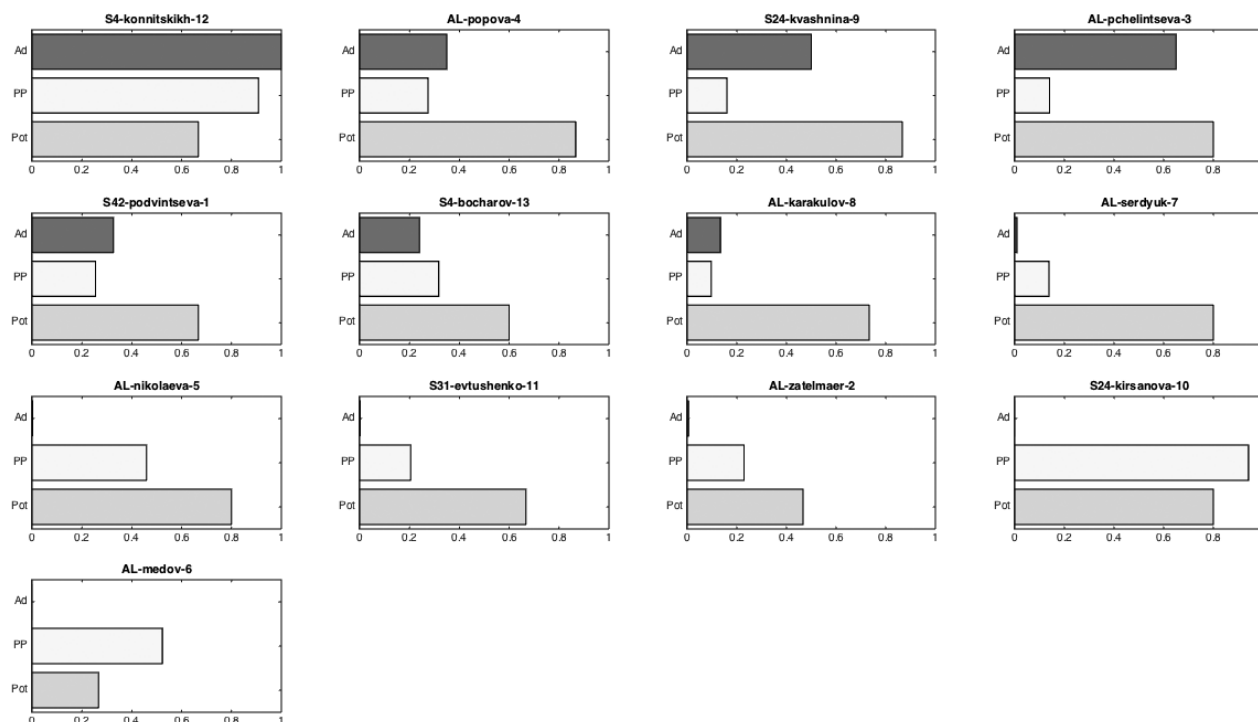 S4-konnitskikh-12 AL-popova-4 S24-kvashnina-9 AL-pchelintseva-3
Ad Ad Ad Ad
PP PP PP PP
Pot Pot Pot Pot
0 0.2 0.4 0.6 0.8 1 0 0.2 0.4 0.6 0.8 1 0 0.2 0.4 0.6 0.8 1 0 0.2 0.4 0.6 0.8
S42-podvintseva-1 S4-bocharov-13 AL-karakulov-8 AL-serdyuk-7
Ad Ad Ad Ad
PP PP PP PP
Pot Pot Pot Pot
0 0.2 0.4 0.6 0.8 1 0 0.2 0.4 0.6 0.8 1 0 0.2 0.4 0.6 0.8 1 0 0.2 0.4 0.6 0.8
AL-nikolaeva-5 S31-evtushenko-11 AL-zatelmaer-2 S24-kirsanova-10
Ad Ad Ad Ad
PP PP PP PP
Pot Pot Pot Pot
0 0.2 0.4 0.6 0.8 1 0 0.2 0.4 0.6 0.8 1 0 0.2 0.4 0.6 0.8 1 0 0.2 0.4 0.6 0.8
AL-medov-6
Ad
PP
Pot
0 0.2 0.4 0.6 0.8 1